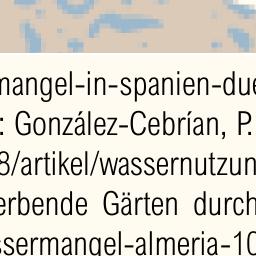 mangel-in-spanien-due
: González-Cebrían, P.
8/artikel/wassernutzun
erbende Gärten durch
ssermangel-almeria-10